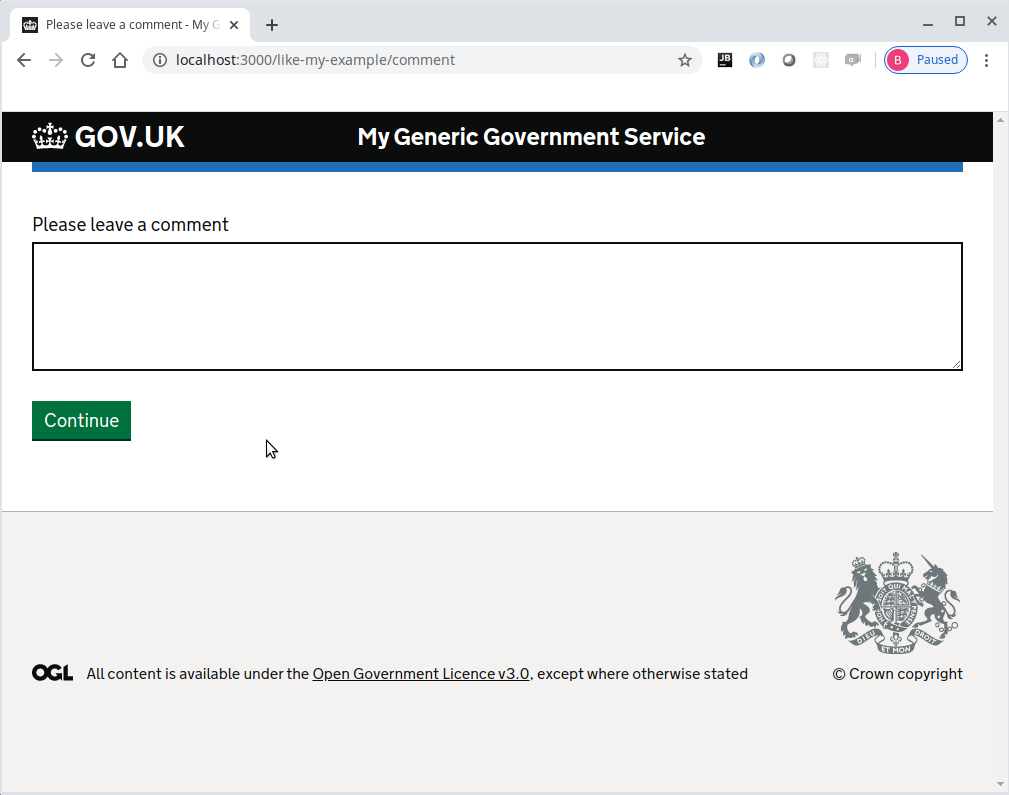 Please leave a comment - My G
localhost:3000/like-my-example/comment
JB
B Paused
GOV.UK My Generic Government Service
Please leave a comment
Continue
DIEU ET MON DROIT
OGL All content is available under the Open Government Licence v3.0, except where otherwise stated © Crown copyright